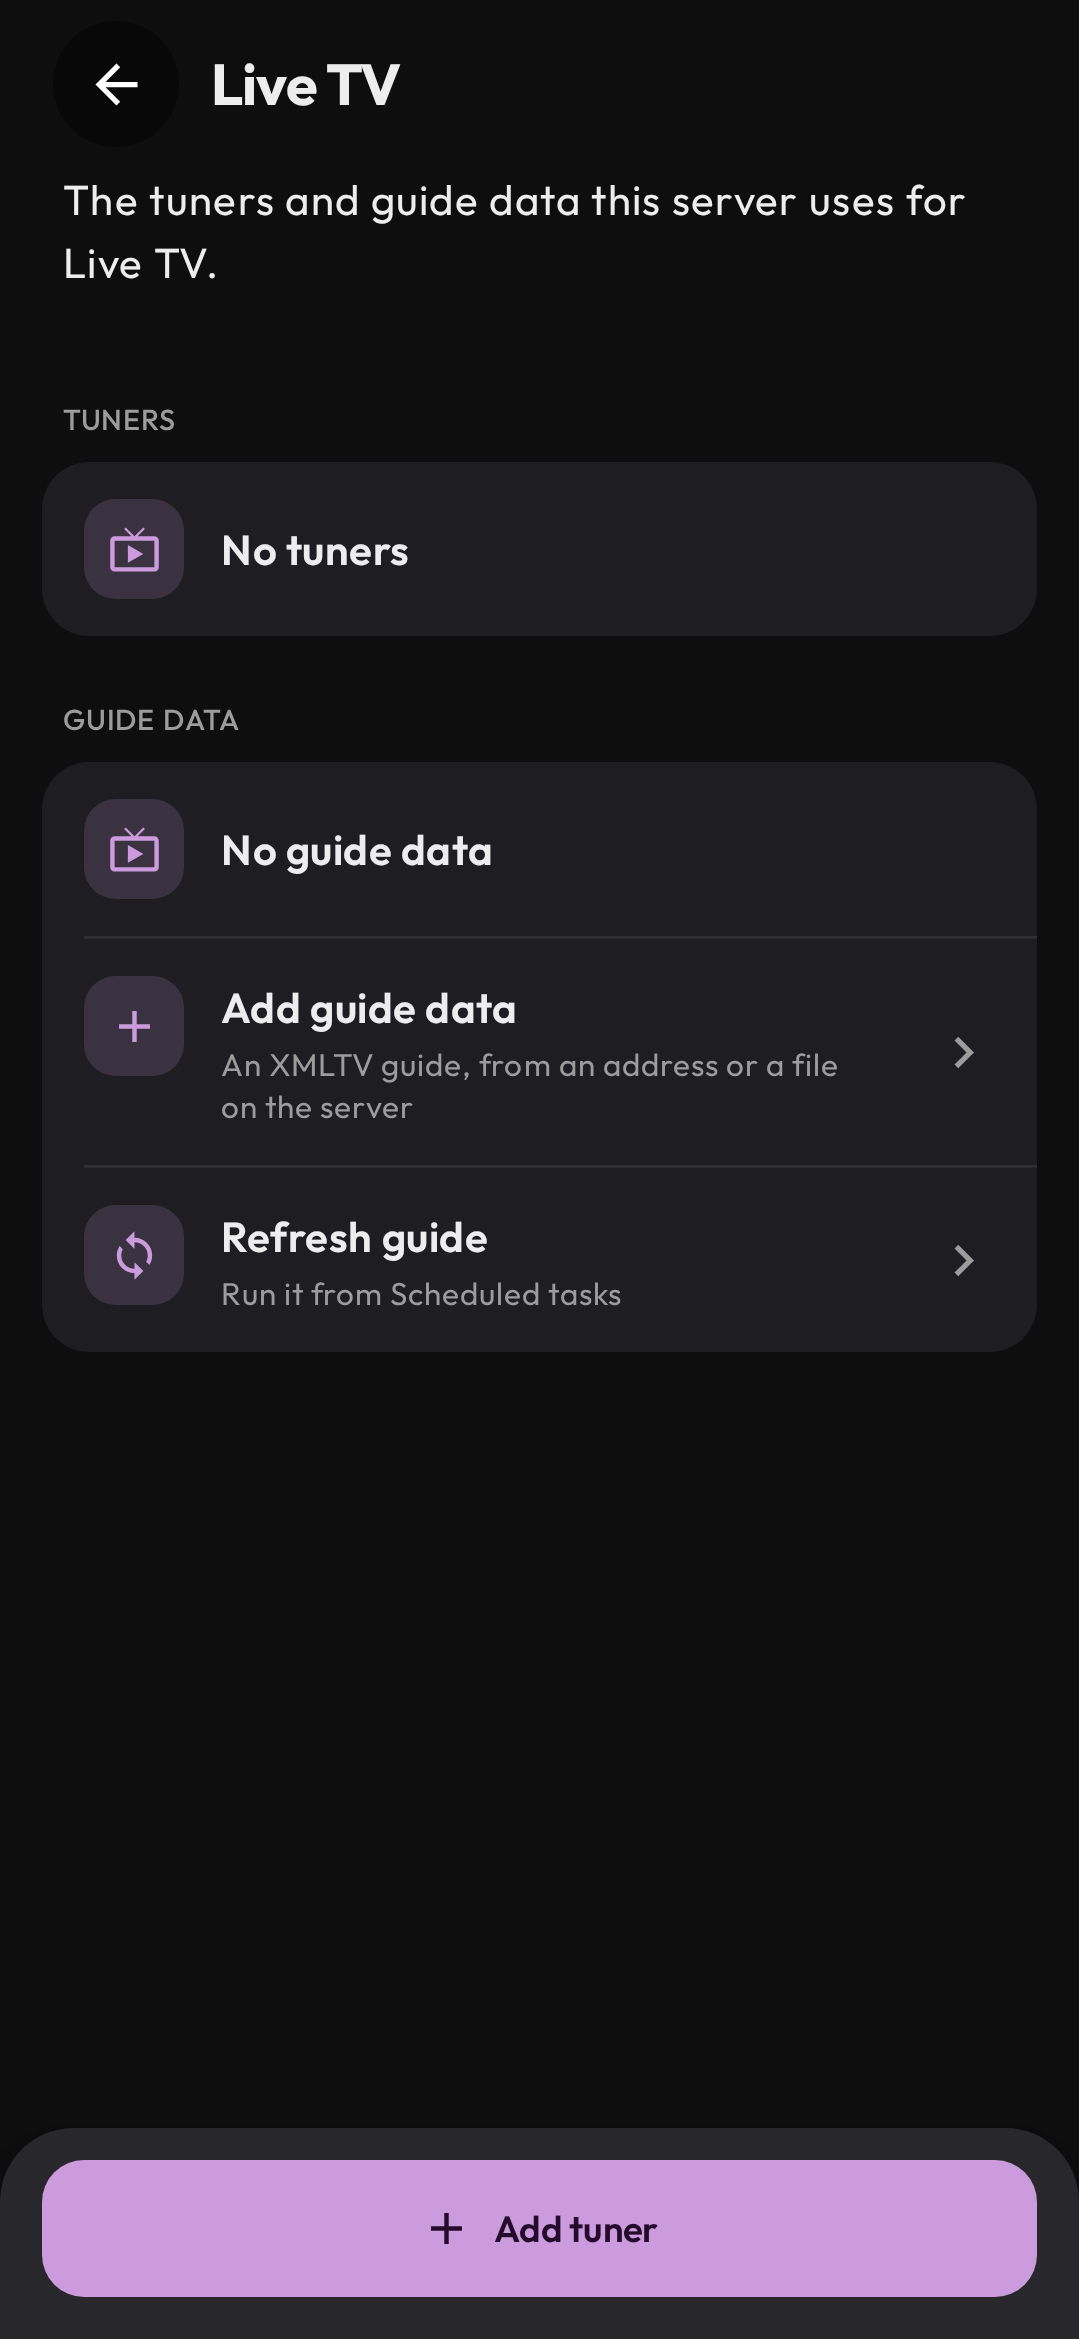 Live TV
The tuners and guide data this server uses for
Live TV.
TUNERS
No tuners
GUIDE DATA
No guide data
Add guide data
An XMLTV guide, from an address or a file
on the server
Refresh guide
Run it from Scheduled tasks
Add tuner